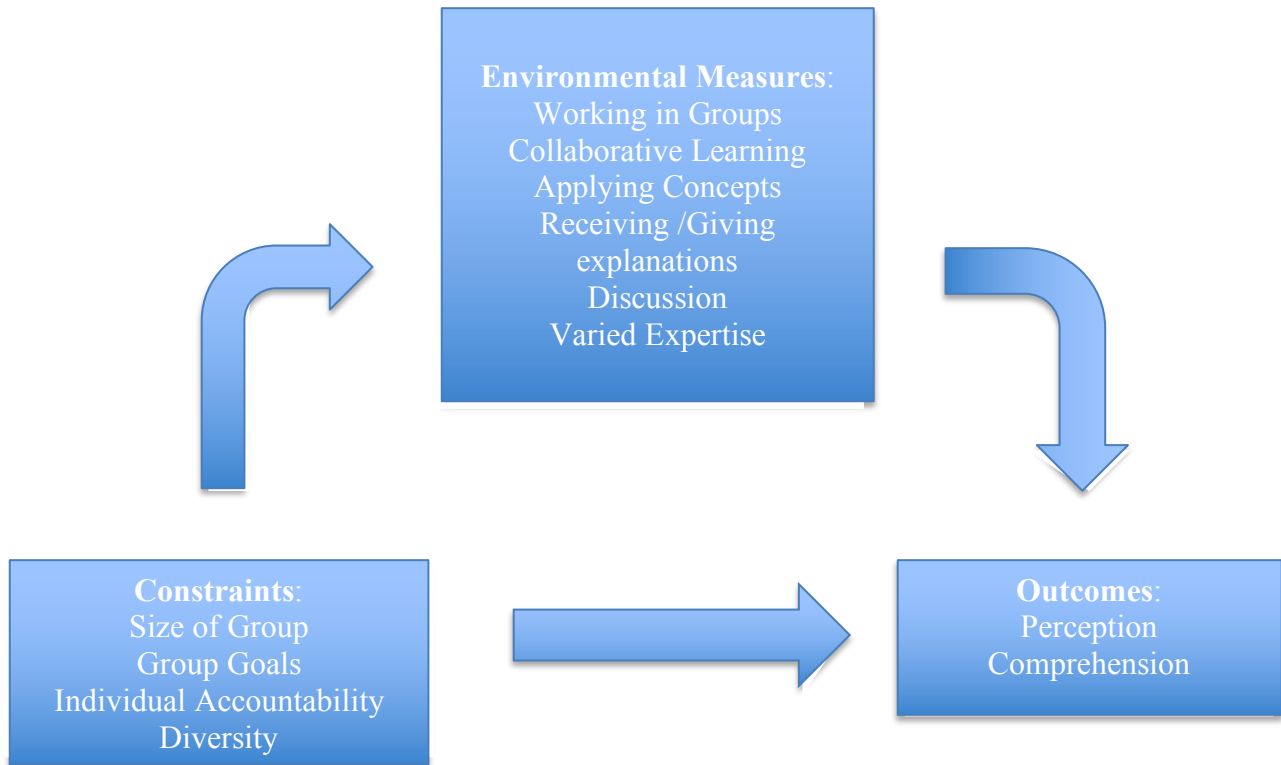 Environmental Measures:
Working in Groups
Collaborative Learning
Applying Concepts
Receiving /Giving
explanations
Discussion
Varied Expertise
Constraints:
Size of Group
Group Goals
Individual Accountability
Diversity
Outcomes:
Perception
Comprehension